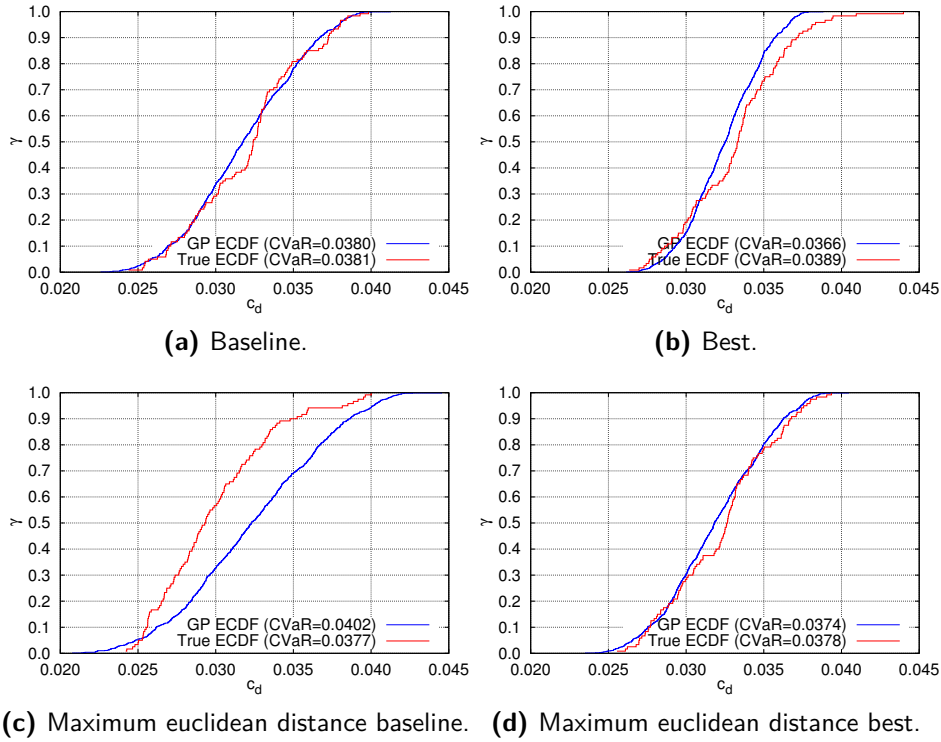 1.0
0.9
0.8
0.7
0.6
0.5
0.4
0.3
0.2
0.1
0.0
γ
GP ECDF (CVaR=0.0380)
True ECDF (CVaR=0.0381)
0.020 0.025 0.030 0.035 0.040 0.045
c_d
(a) Baseline.
1.0
0.9
0.8
0.7
0.6
0.5
0.4
0.3
0.2
0.1
0.0
γ
GP ECDF (CVaR=0.0366)
True ECDF (CVaR=0.0389)
0.020 0.025 0.030 0.035 0.040 0.045
c_d
(b) Best.
1.0
0.9
0.8
0.7
0.6
0.5
0.4
0.3
0.2
0.1
0.0
γ
GP ECDF (CVaR=0.0402)
True ECDF (CVaR=0.0377)
0.020 0.025 0.030 0.035 0.040 0.045
c_d
(c) Maximum euclidean distance baseline.
1.0
0.9
0.8
0.7
0.6
0.5
0.4
0.3
0.2
0.1
0.0
γ
GP ECDF (CVaR=0.0374)
True ECDF (CVaR=0.0378)
0.020 0.025 0.030 0.035 0.040 0.045
c_d
(d) Maximum euclidean distance best.